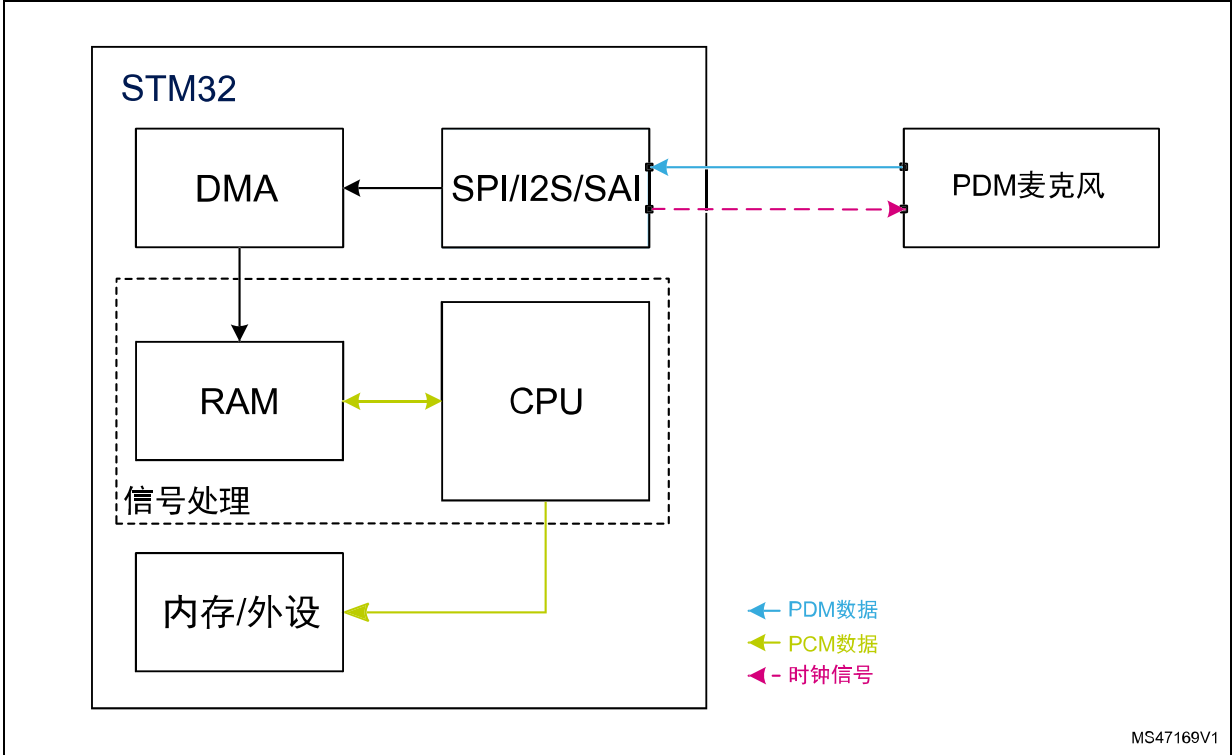 STM32
DMA
SPI/I2S/SAI
PDM麦克风
RAM
CPU
信号处理
内存/外设
PDM数据
PCM数据
时钟信号
MS47169V1